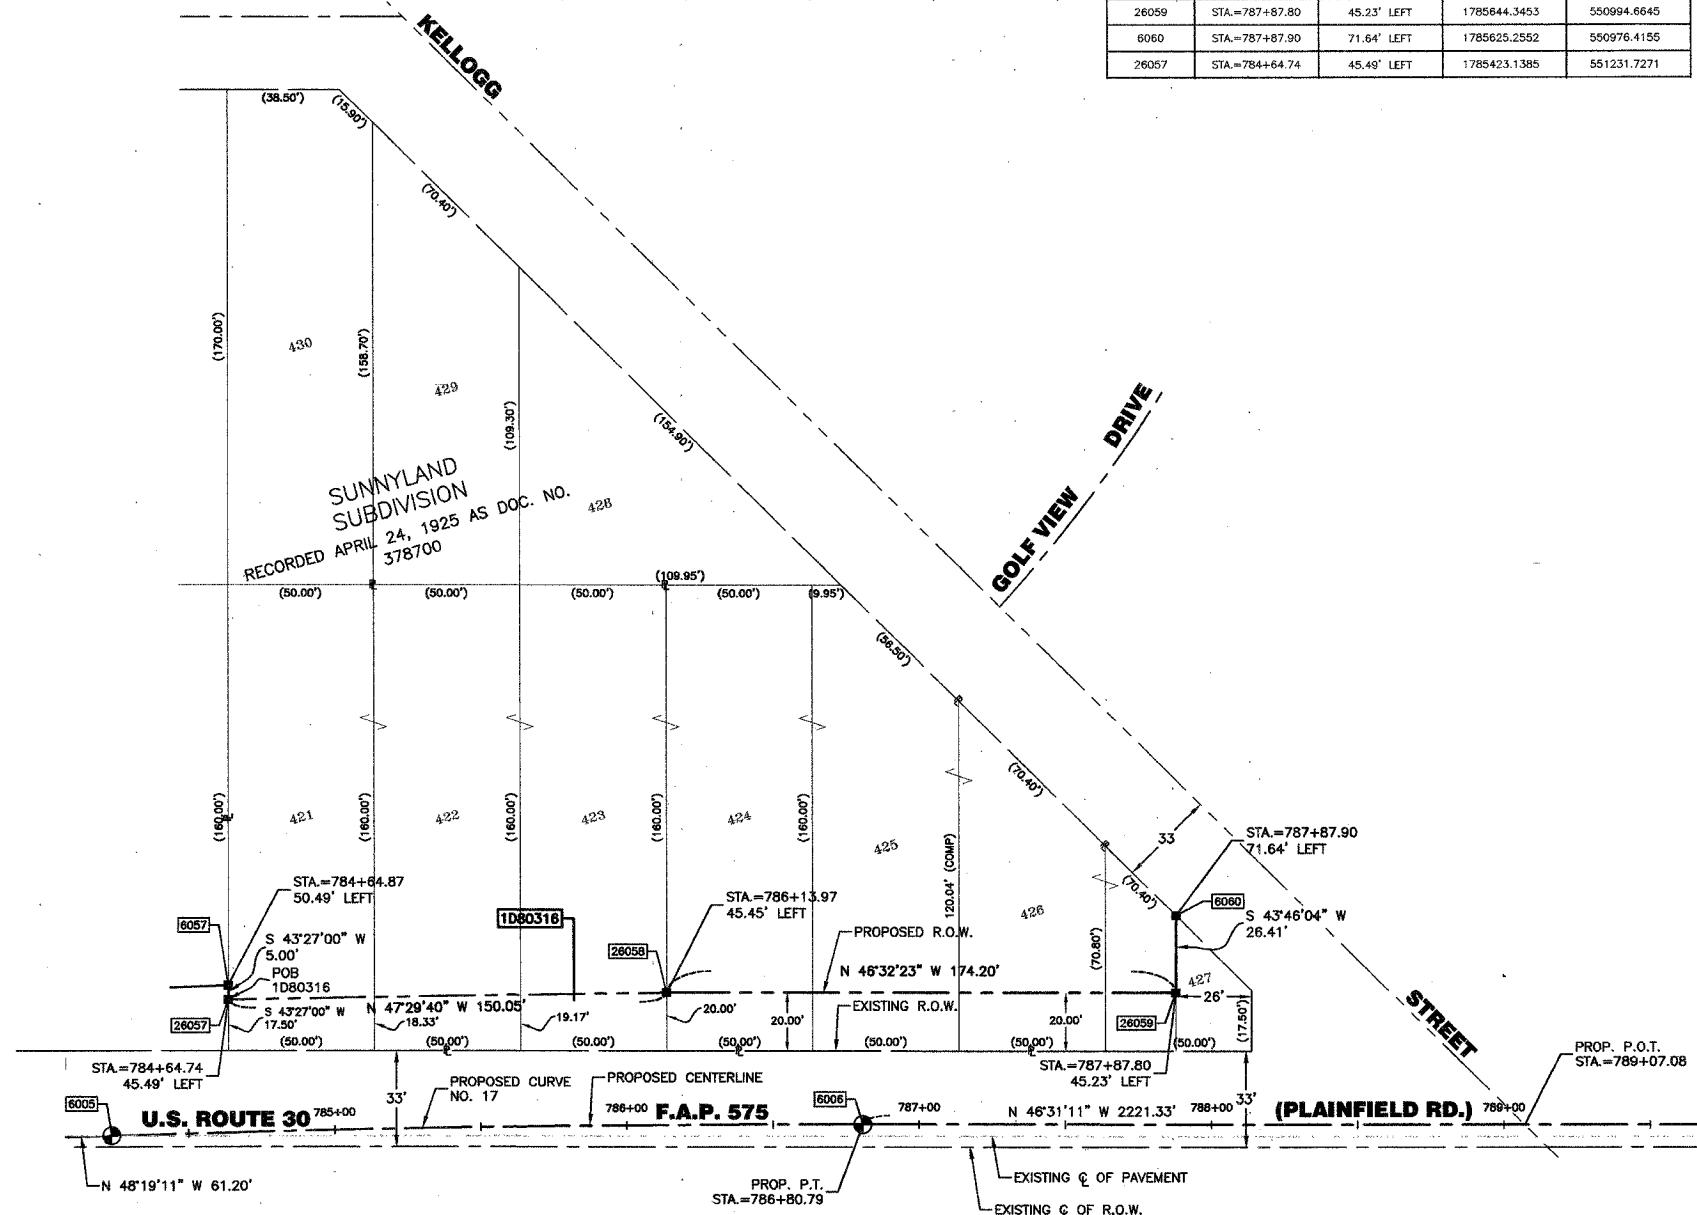 26059 STA.=787+87.80 45.23' LEFT 1785644.3453 550994.6645
6060 STA.=787+87.90 71.64' LEFT 1785625.2552 550976.4155
26057 STA.=784+64.74 45.49' LEFT 1785423.1385 551231.7271
KELLOGG
(38.50')
(15.90')
(70.40')
(170.00')
430
(158.70')
429
(109.30')
(154.90')
DRIVE
GOLF VIEW
SUNNYLAND
SUBDIVISION
RECORDED APRIL 24, 1925 AS DOC. NO.
378700
428
(109.95')
(50.00')
(50.00')
(50.00')
(50.00')
(9.95')
(56.50')
(70.40')
33
(70.40')
(160.00')
421
(160.00')
422
(160.00')
423
(160.00')
424
(160.00')
425
120.04' (COMP)
426
(70.80')
427
STA.=787+87.90
71.64' LEFT
6060
S 43°46'04" W
26.41'
STA.=784+64.87
50.49' LEFT
6057
S 43°27'00" W
5.00'
POB
1D80316
1D80316
STA.=786+13.97
45.45' LEFT
26058
PROPOSED R.O.W.
N 46°32'23" W 174.20'
N 47°29'40" W 150.05'
EXISTING R.O.W.
26057
S 43°27'00" W
17.50'
18.33'
19.17'
20.00'
20.00'
20.00'
26059
26'
(17.50')
(50.00')
(50.00')
(50.00')
(50.00')
(50.00')
(50.00')
(50.00')
STREET
STA.=784+64.74
45.49' LEFT
STA.=787+87.80
45.23' LEFT
33'
33'
PROP. P.O.T.
STA.=789+07.08
PROPOSED CURVE
NO. 17
PROPOSED CENTERLINE
6005
6006
U.S. ROUTE 30
785+00
786+00
F.A.P. 575
787+00
N 46°31'11" W 2221.33'
788+00
(PLAINFIELD RD.)
789+00
N 48°19'11" W 61.20'
PROP. P.T.
STA.=786+80.79
EXISTING ℄ OF PAVEMENT
EXISTING ℄ OF R.O.W.